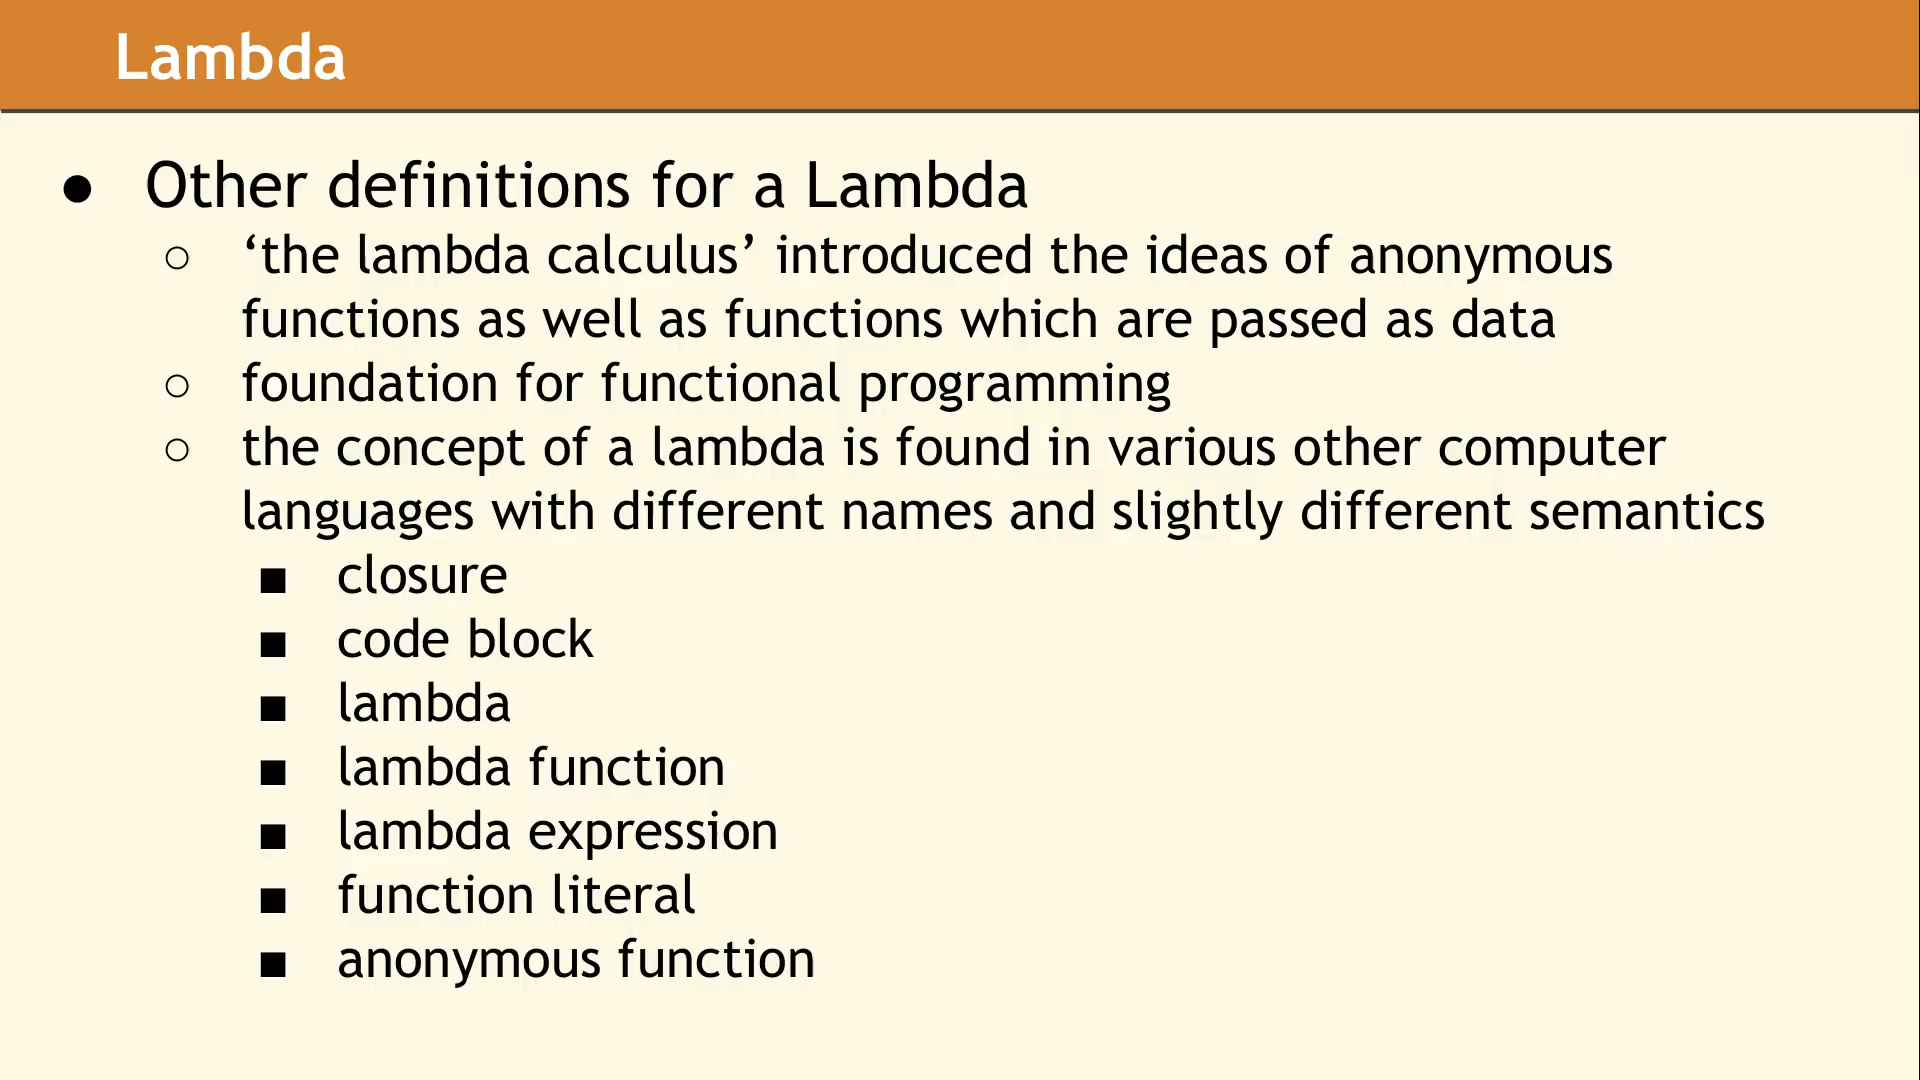 Lambda
● Other definitions for a Lambda
○ ‘the lambda calculus’ introduced the ideas of anonymous
functions as well as functions which are passed as data
○ foundation for functional programming
○ the concept of a lambda is found in various other computer
languages with different names and slightly different semantics
■ closure
■ code block
■ lambda
■ lambda function
■ lambda expression
■ function literal
■ anonymous function